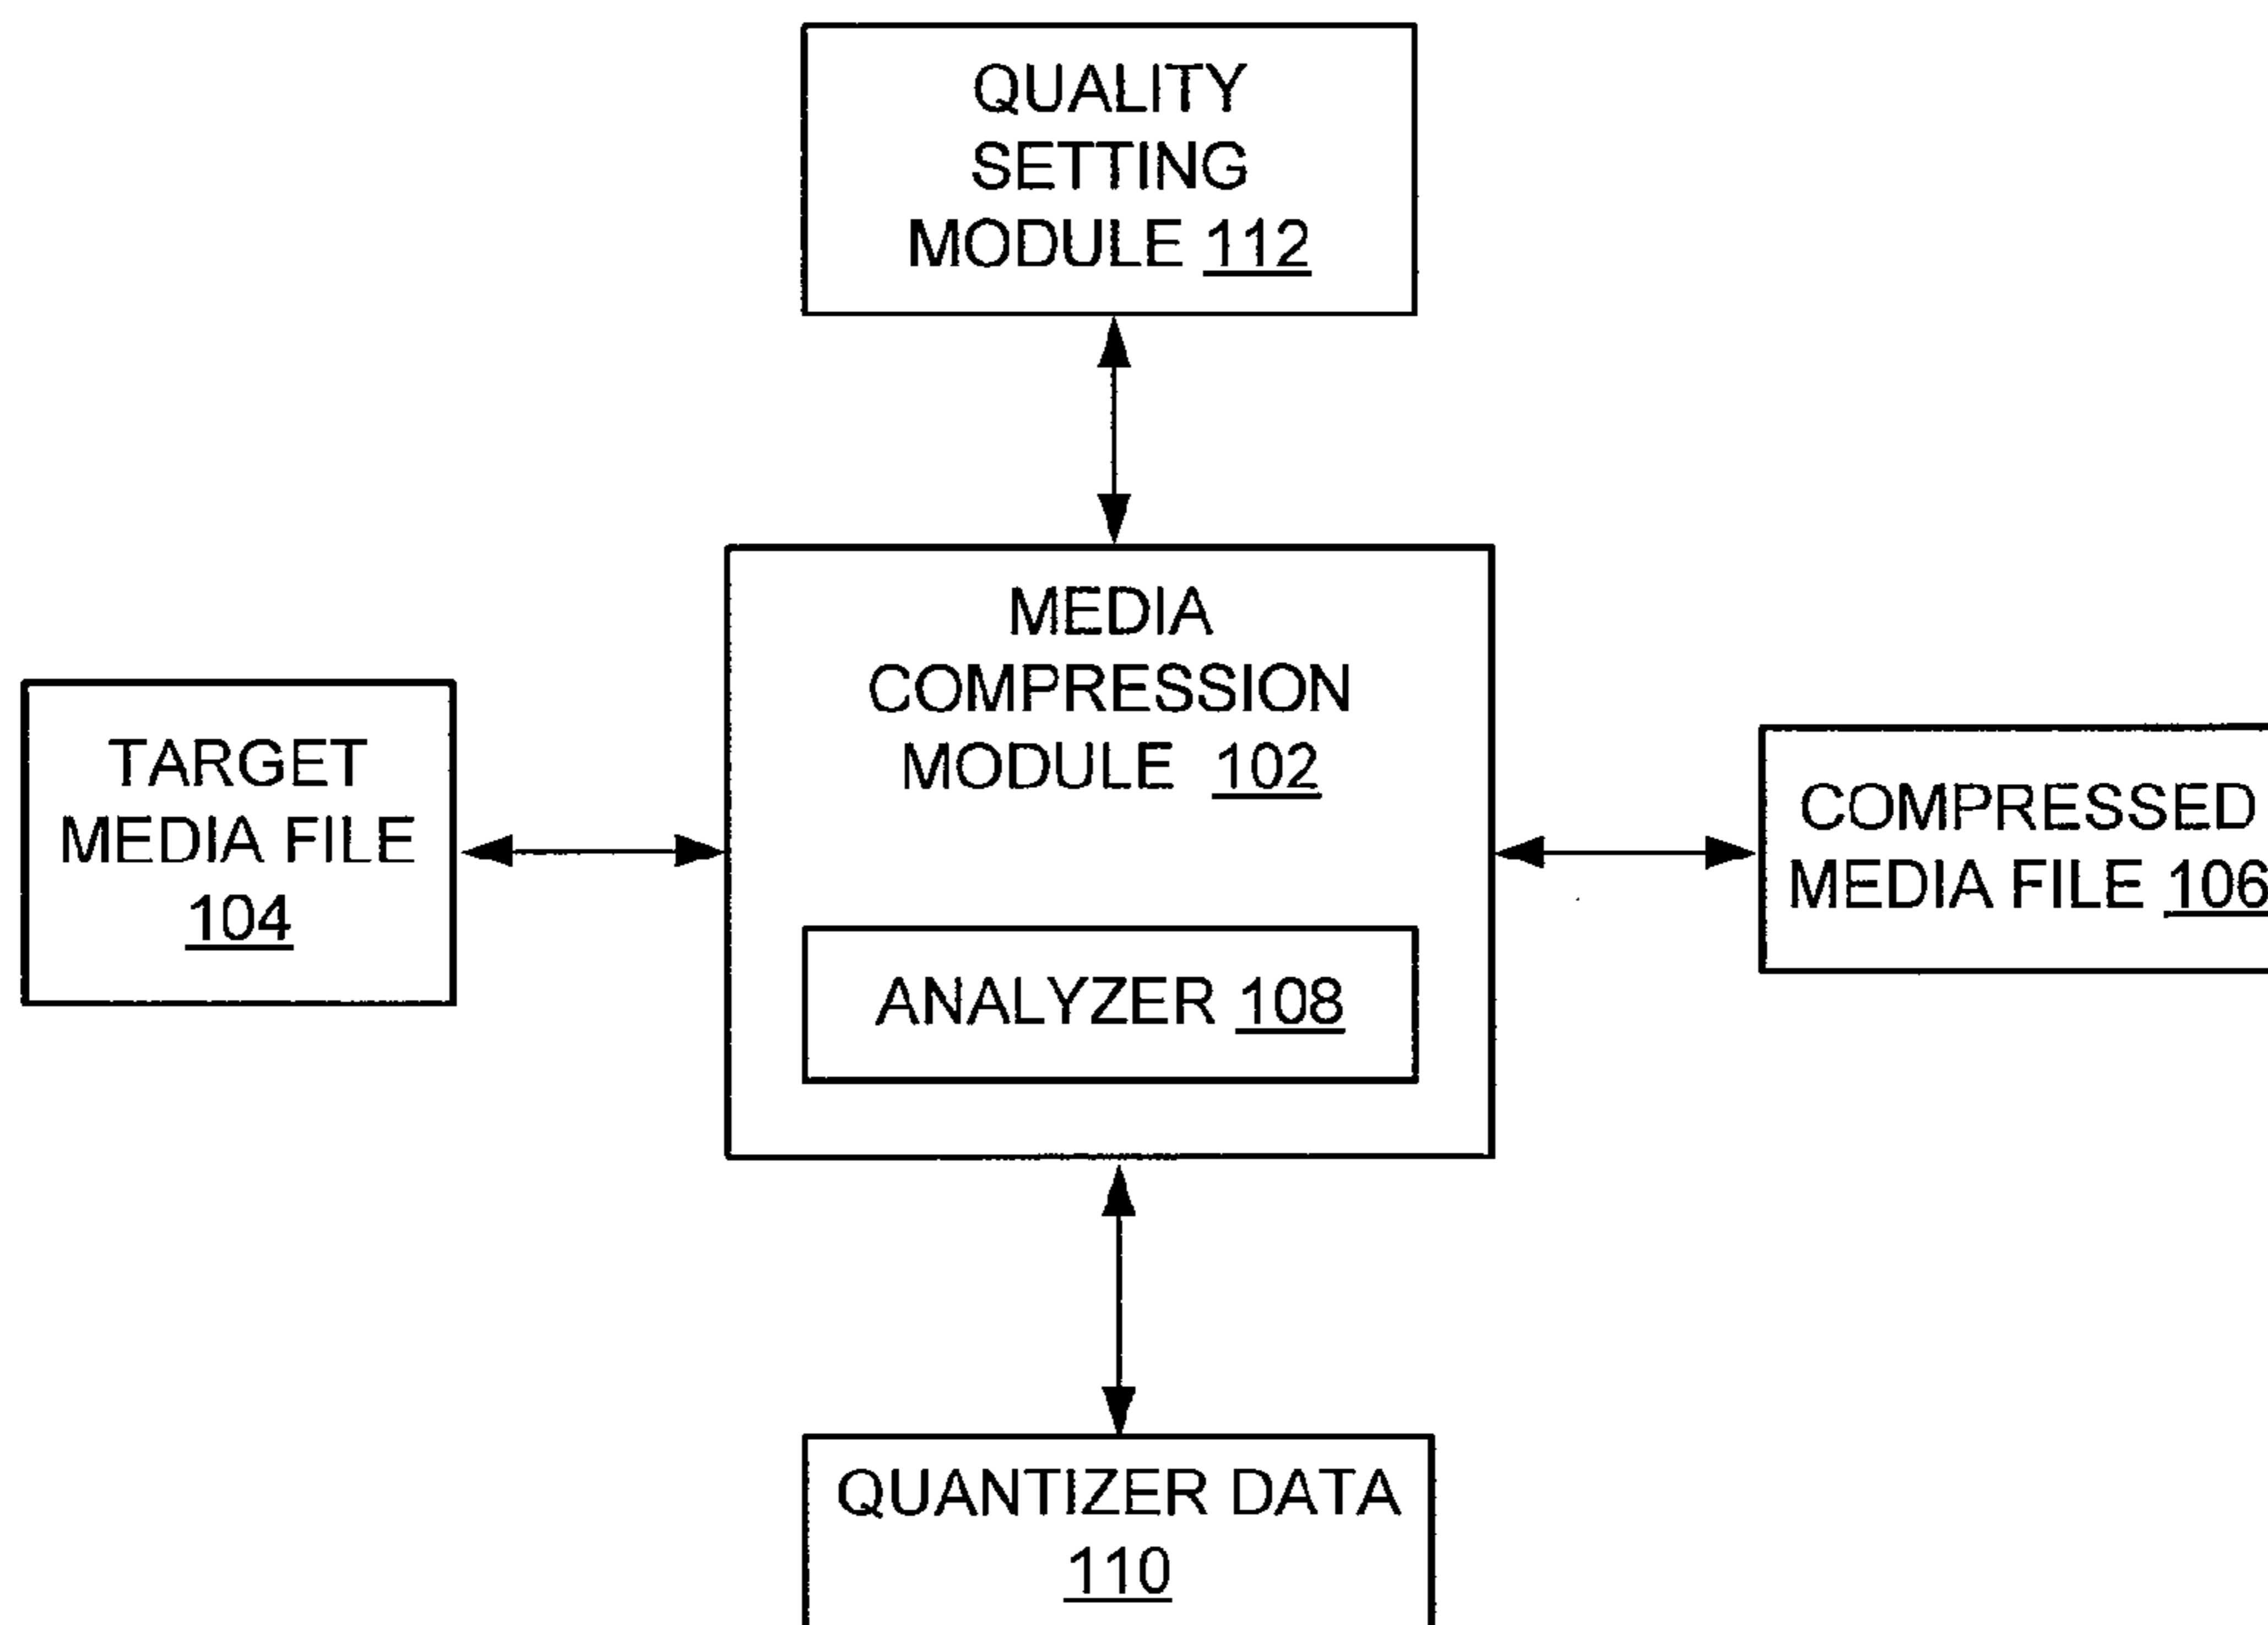 QUALITY
SETTING
MODULE 112
MEDIA
COMPRESSION
MODULE 102
TARGET
MEDIA FILE
104
COMPRESSED
MEDIA FILE 106
ANALYZER 108
QUANTIZER DATA
110